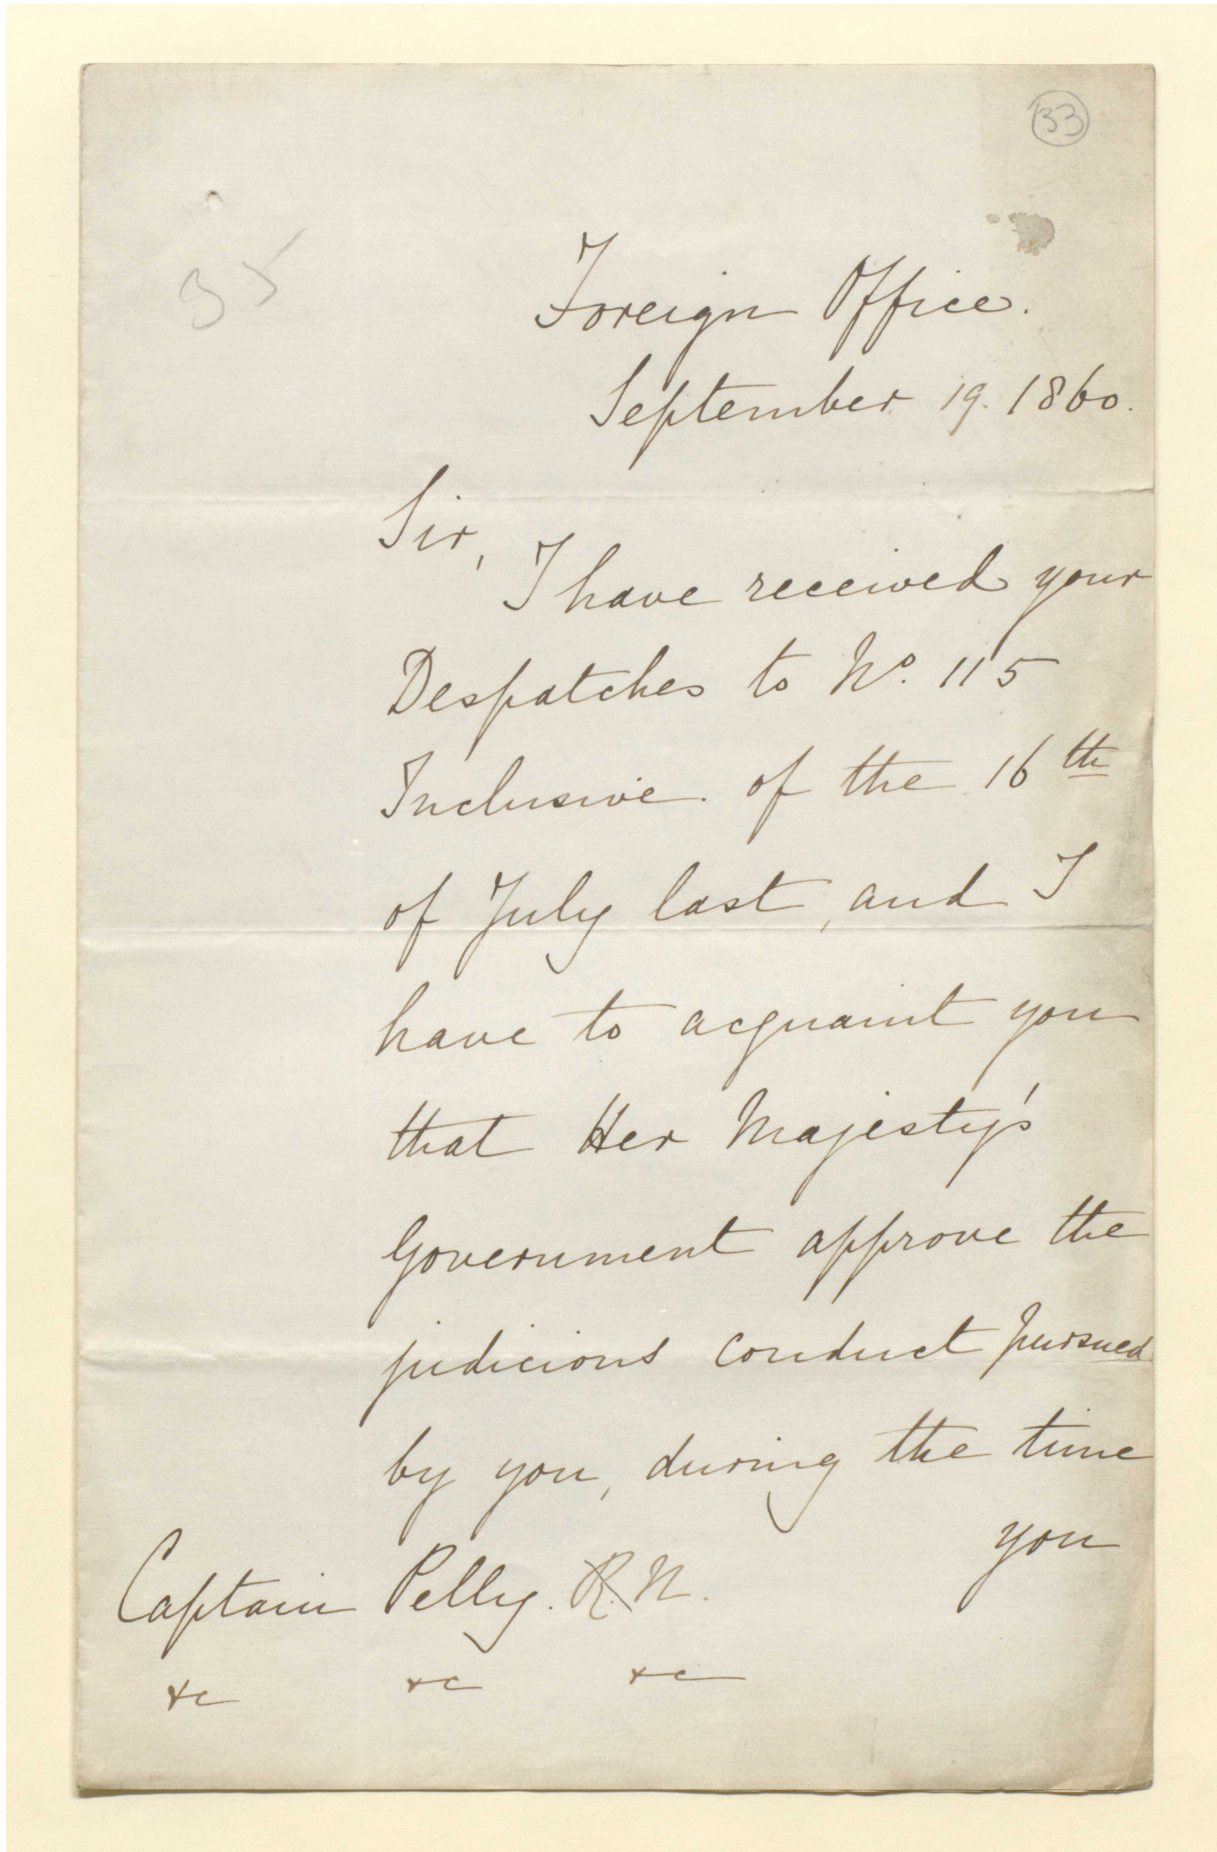 33
35
Foreign Office.
September 19. 1860.
Sir,
I have received your
Despatches to Nº. 115
Inclusive. of the 16th
of July last, and I
have to acquaint you
that Her Majesty's
Government approve the
judicious conduct pursued
by you, during the time
you
Captain Pelly. R.N.
&c &c &c